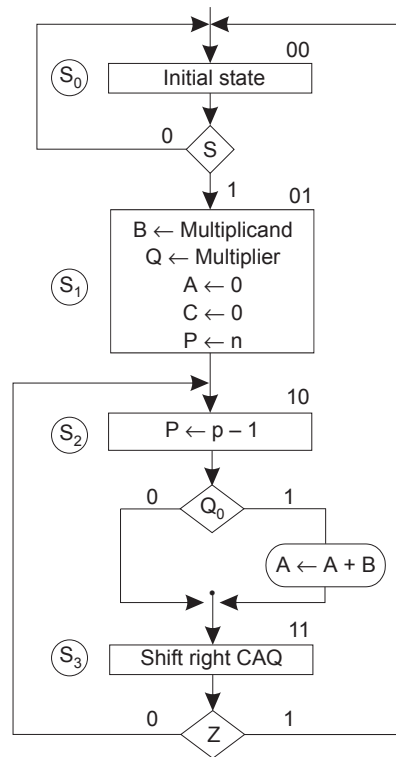 00
S0
Initial state
0
S
1
01
B ← Multiplicand
Q ← Multiplier
A ← 0
C ← 0
P ← n
S1
10
S2
P ← p – 1
0
Q0
1
A ← A + B
11
S3
Shift right CAQ
0
Z
1